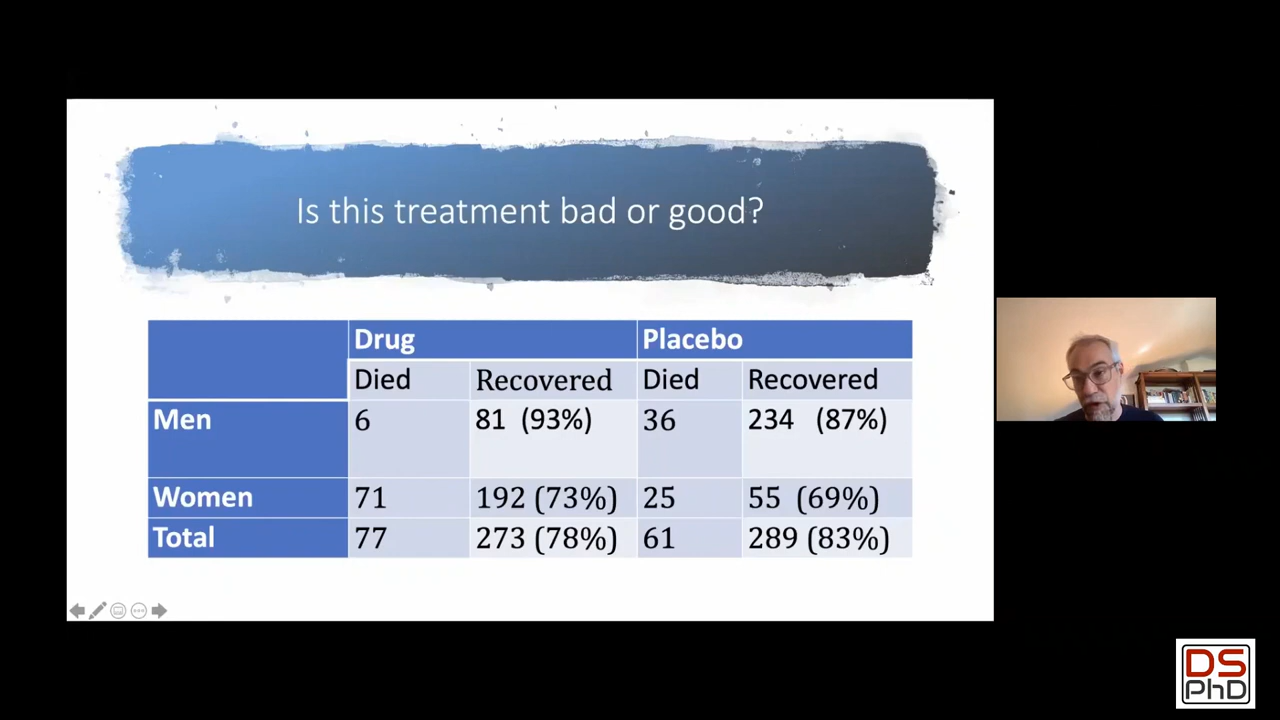 Is this treatment bad or good?
Drug Placebo
Died Recovered Died Recovered
Men 6 81 (93%) 36 234 (87%)
Women 71 192 (73%) 25 55 (69%)
Total 77 273 (78%) 61 289 (83%)
DS
PhD